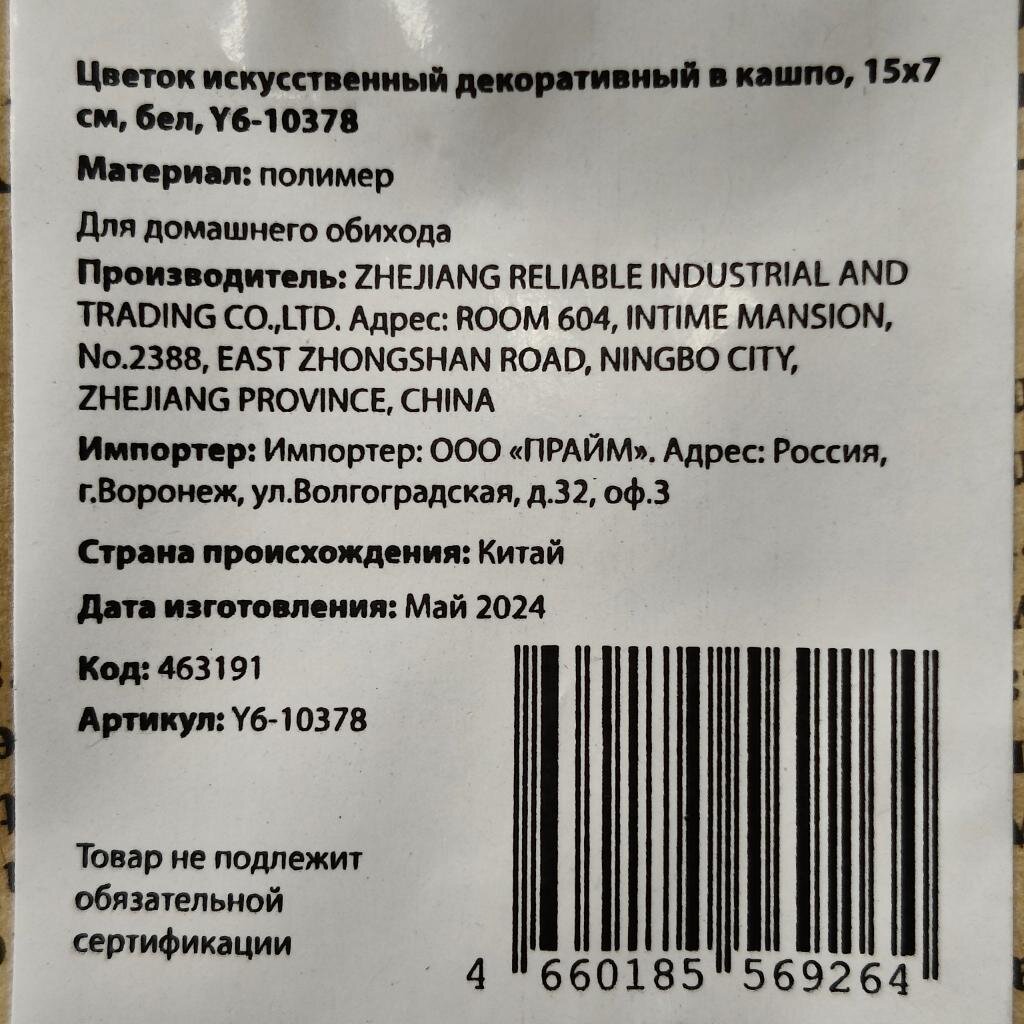 Цветок искусственный декоративный в кашпо, 15х7
см, бел, Y6-10378
Материал: полимер
Для домашнего обихода
Производитель: ZHEJIANG RELIABLE INDUSTRIAL AND
TRADING CO.,LTD. Адрес: ROOM 604, INTIME MANSION,
No.2388, EAST ZHONGSHAN ROAD, NINGBO CITY,
ZHEJIANG PROVINCE, CHINA
Импортер: Импортер: ООО «ПРАЙМ». Адрес: Россия,
г.Воронеж, ул.Волгоградская, д.32, оф.3
Страна происхождения: Китай
Дата изготовления: Май 2024
Код: 463191
Артикул: Y6-10378
Товар не подлежит
обязательной
сертификации
4 660185 569264